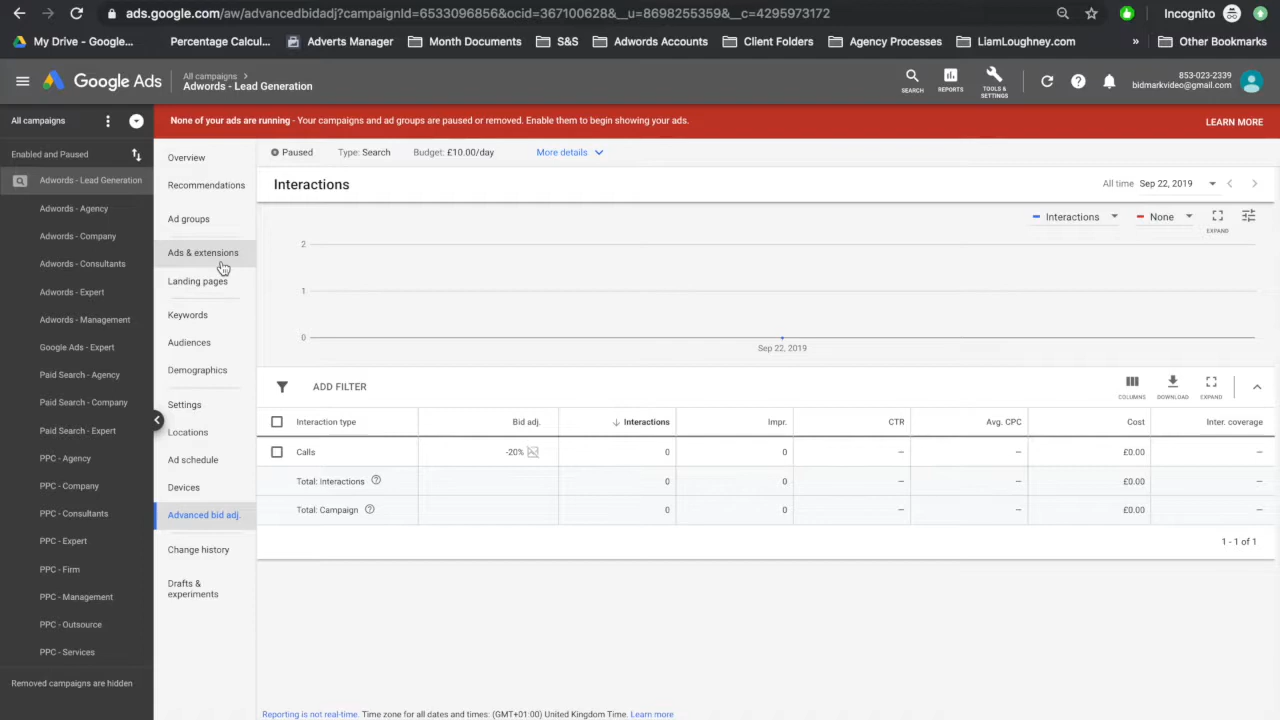 ads.google.com/aw/advancedbidadj?campaignId=6533096856&ocid=367100628&__u=8698255359&__c=4295973172
Incognito
My Drive - Google...
Percentage Calcul...
Adverts Manager
Month Documents
S&S
Adwords Accounts
Client Folders
Agency Processes
LiamLoughney.com
»
Other Bookmarks
Google Ads
All campaigns >
Adwords - Lead Generation
SEARCH
REPORTS
TOOLS &
SETTINGS
853-023-2339
bidmarkvideo@gmail.com
All campaigns
None of your ads are running - Your campaigns and ad groups are paused or removed. Enable them to begin showing your ads.
LEARN MORE
Enabled and Paused
Adwords - Lead Generation
Adwords - Agency
Adwords - Company
Adwords - Consultants
Adwords - Expert
Adwords - Management
Google Ads - Expert
Paid Search - Agency
Paid Search - Company
Paid Search - Expert
PPC - Agency
PPC - Company
PPC - Consultants
PPC - Expert
PPC - Firm
PPC - Management
PPC - Outsource
PPC - Services
Removed campaigns are hidden
Overview
Recommendations
Ad groups
Ads & extensions
Landing pages
Keywords
Audiences
Demographics
Settings
Locations
Ad schedule
Devices
Advanced bid adj.
Change history
Drafts &
experiments
Paused
Type: Search
Budget: £10.00/day
More details
Interactions
All time Sep 22, 2019
Interactions
None
EXPAND
2
1
0
Sep 22, 2019
ADD FILTER
COLUMNS
DOWNLOAD
EXPAND
Interaction type Bid adj. ↓ Interactions Impr. CTR Avg. CPC Cost Inter. coverage
Calls -20% 0 0 — — £0.00 —
Total: Interactions 0 0 — — £0.00 —
Total: Campaign 0 0 — — £0.00 —
1 - 1 of 1
Reporting is not real-time. Time zone for all dates and times: (GMT+01:00) United Kingdom Time. Learn more